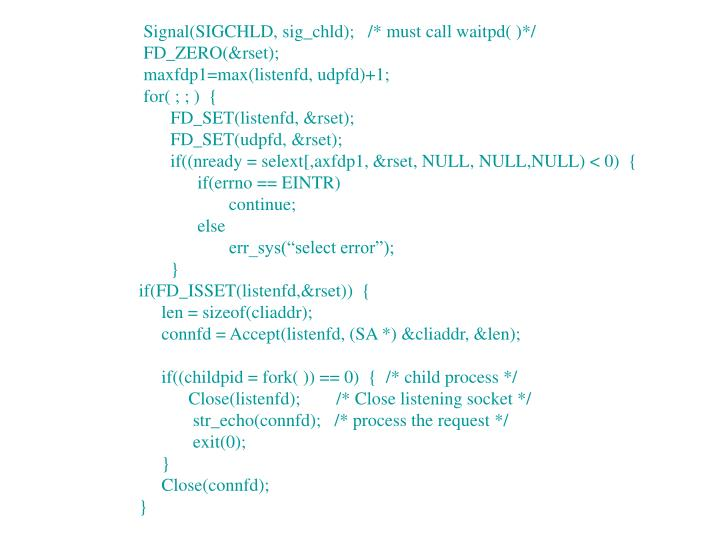 Signal(SIGCHLD, sig_chld);   /* must call waitpd( )*/
FD_ZERO(&rset);
maxfdp1=max(listenfd, udpfd)+1;
for( ; ; )  {
FD_SET(listenfd, &rset);
FD_SET(udpfd, &rset);
if((nready = selext[,axfdp1, &rset, NULL, NULL,NULL) < 0)  {
if(errno == EINTR)
continue;
else
err_sys(“select error”);
}
if(FD_ISSET(listenfd,&rset))  {
len = sizeof(cliaddr);
connfd = Accept(listenfd, (SA *) &cliaddr, &len);
if((childpid = fork( )) == 0)  {  /* child process */
Close(listenfd);        /* Close listening socket */
str_echo(connfd);   /* process the request */
exit(0);
}
Close(connfd);
}